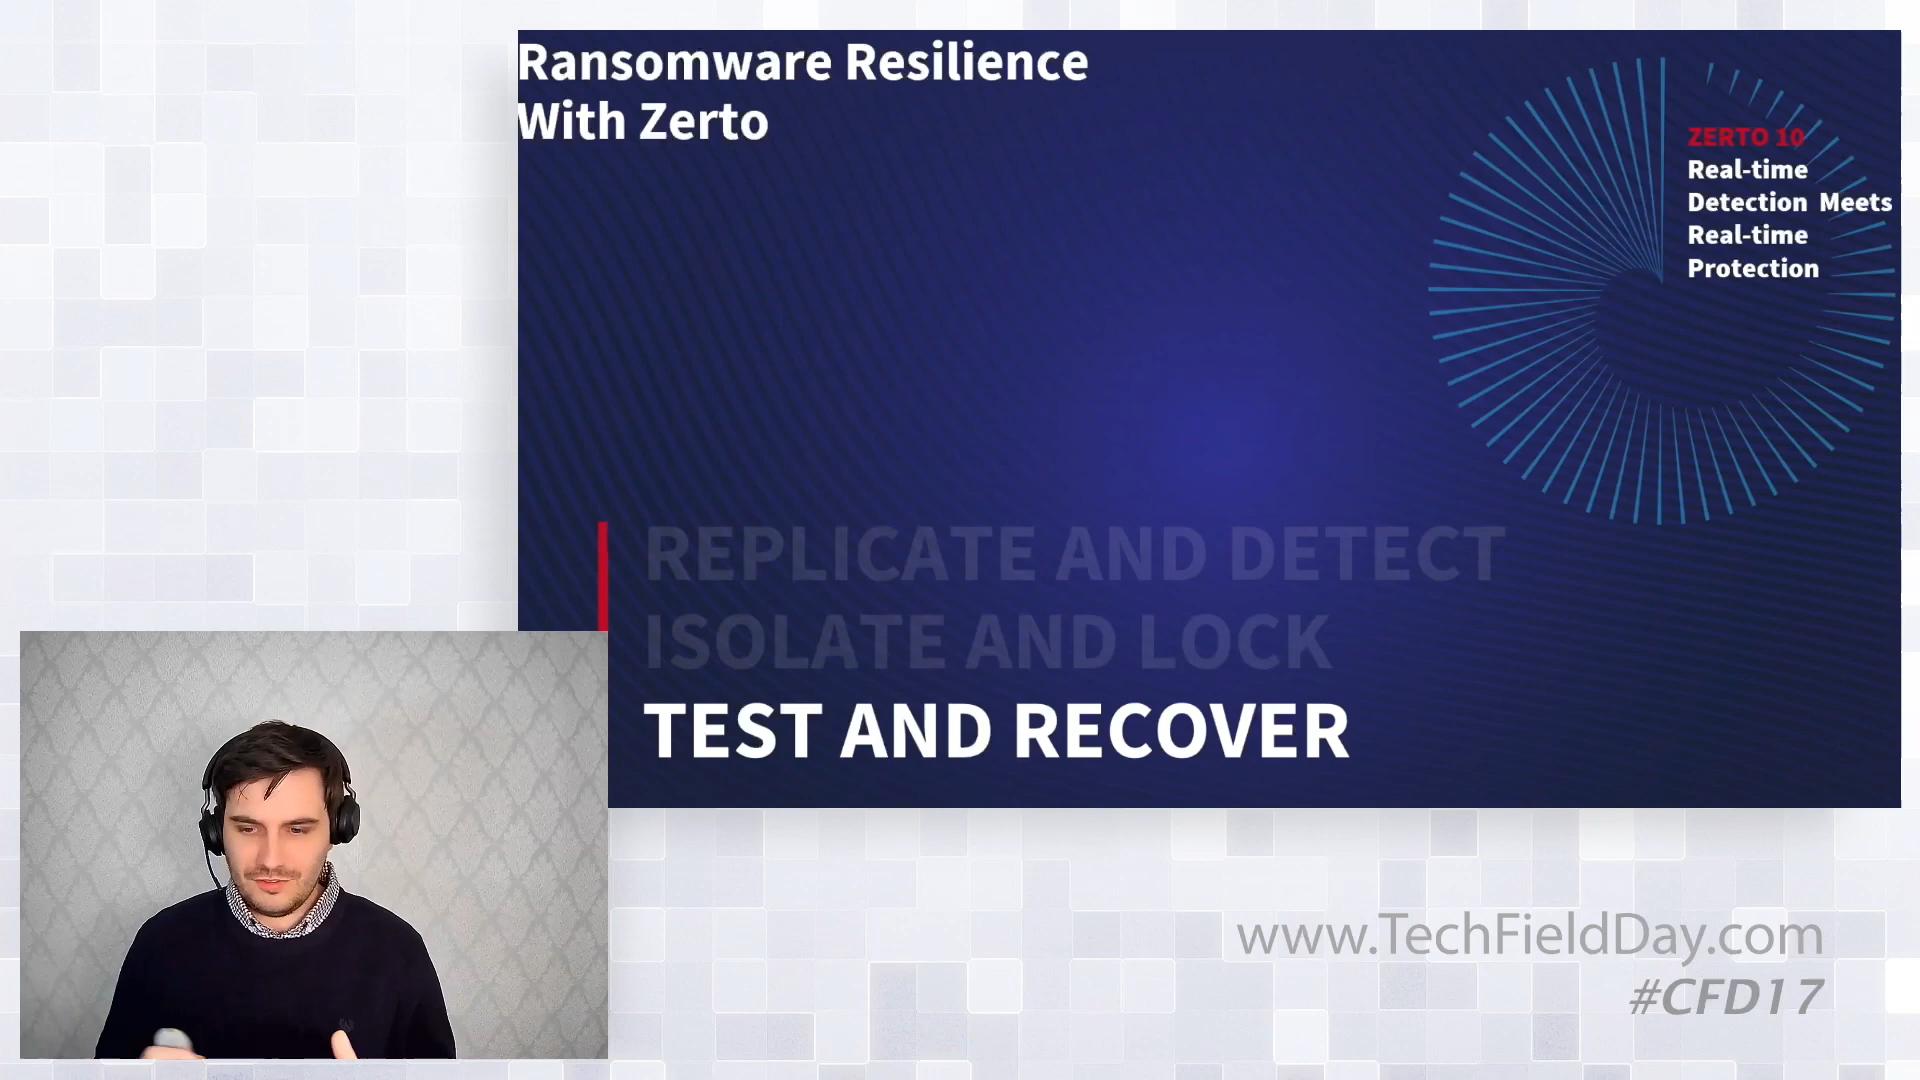 Ransomware Resilience
With Zerto
ZERTO 10
Real-time
Detection Meets
Real-time
Protection
REPLICATE AND DETECT
ISOLATE AND LOCK
TEST AND RECOVER
www.TechFieldDay.com
#CFD17